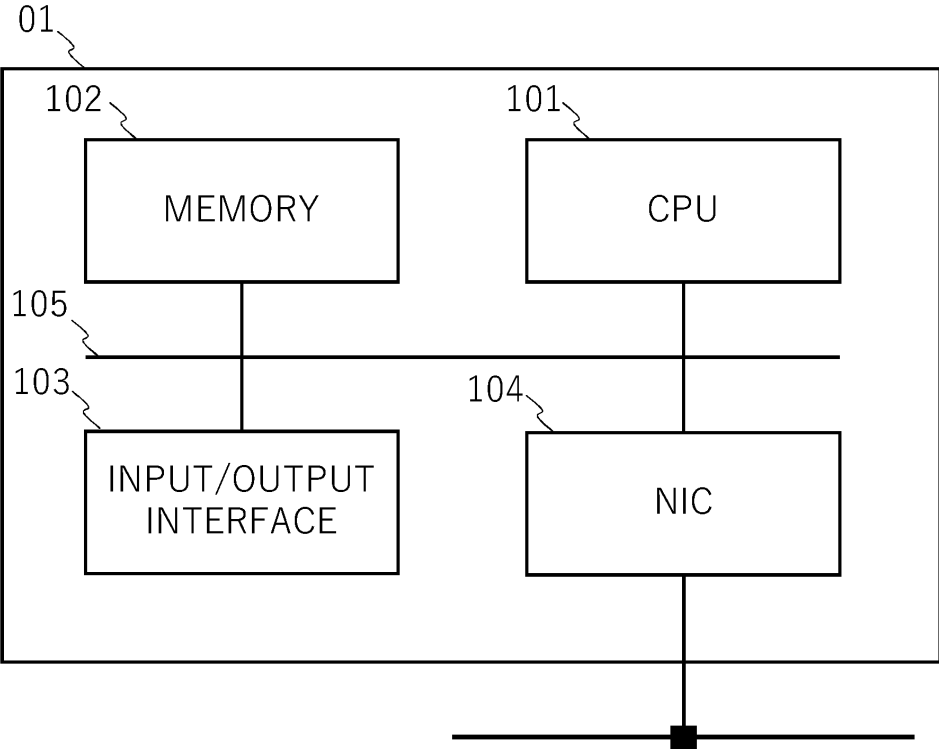 01
102
101
MEMORY
CPU
105
103
104
INPUT/OUTPUT
INTERFACE
NIC